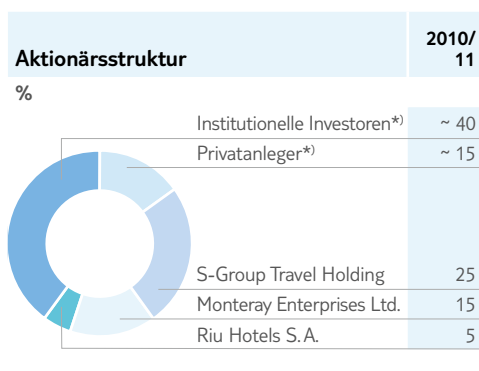 Aktionärsstruktur 2010/
11
%
Institutionelle Investoren*) ~ 40
Privatanleger*) ~ 15
S-Group Travel Holding 25
Monteray Enterprises Ltd. 15
Riu Hotels S. A. 5